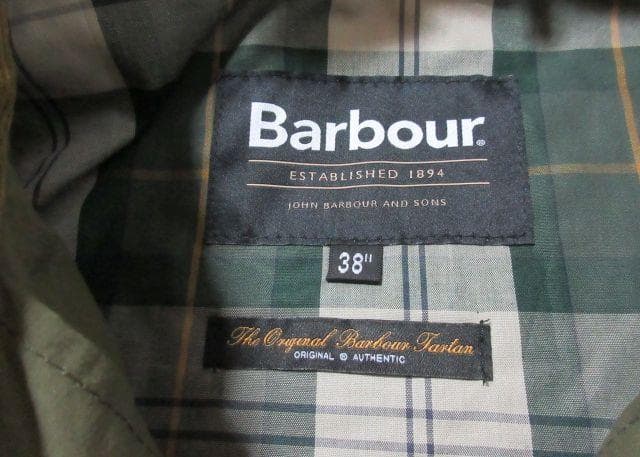 Barbour®
ESTABLISHED 1894
JOHN BARBOUR AND SONS
38"
The Original Barbour Tartan
ORIGINAL ® AUTHENTIC